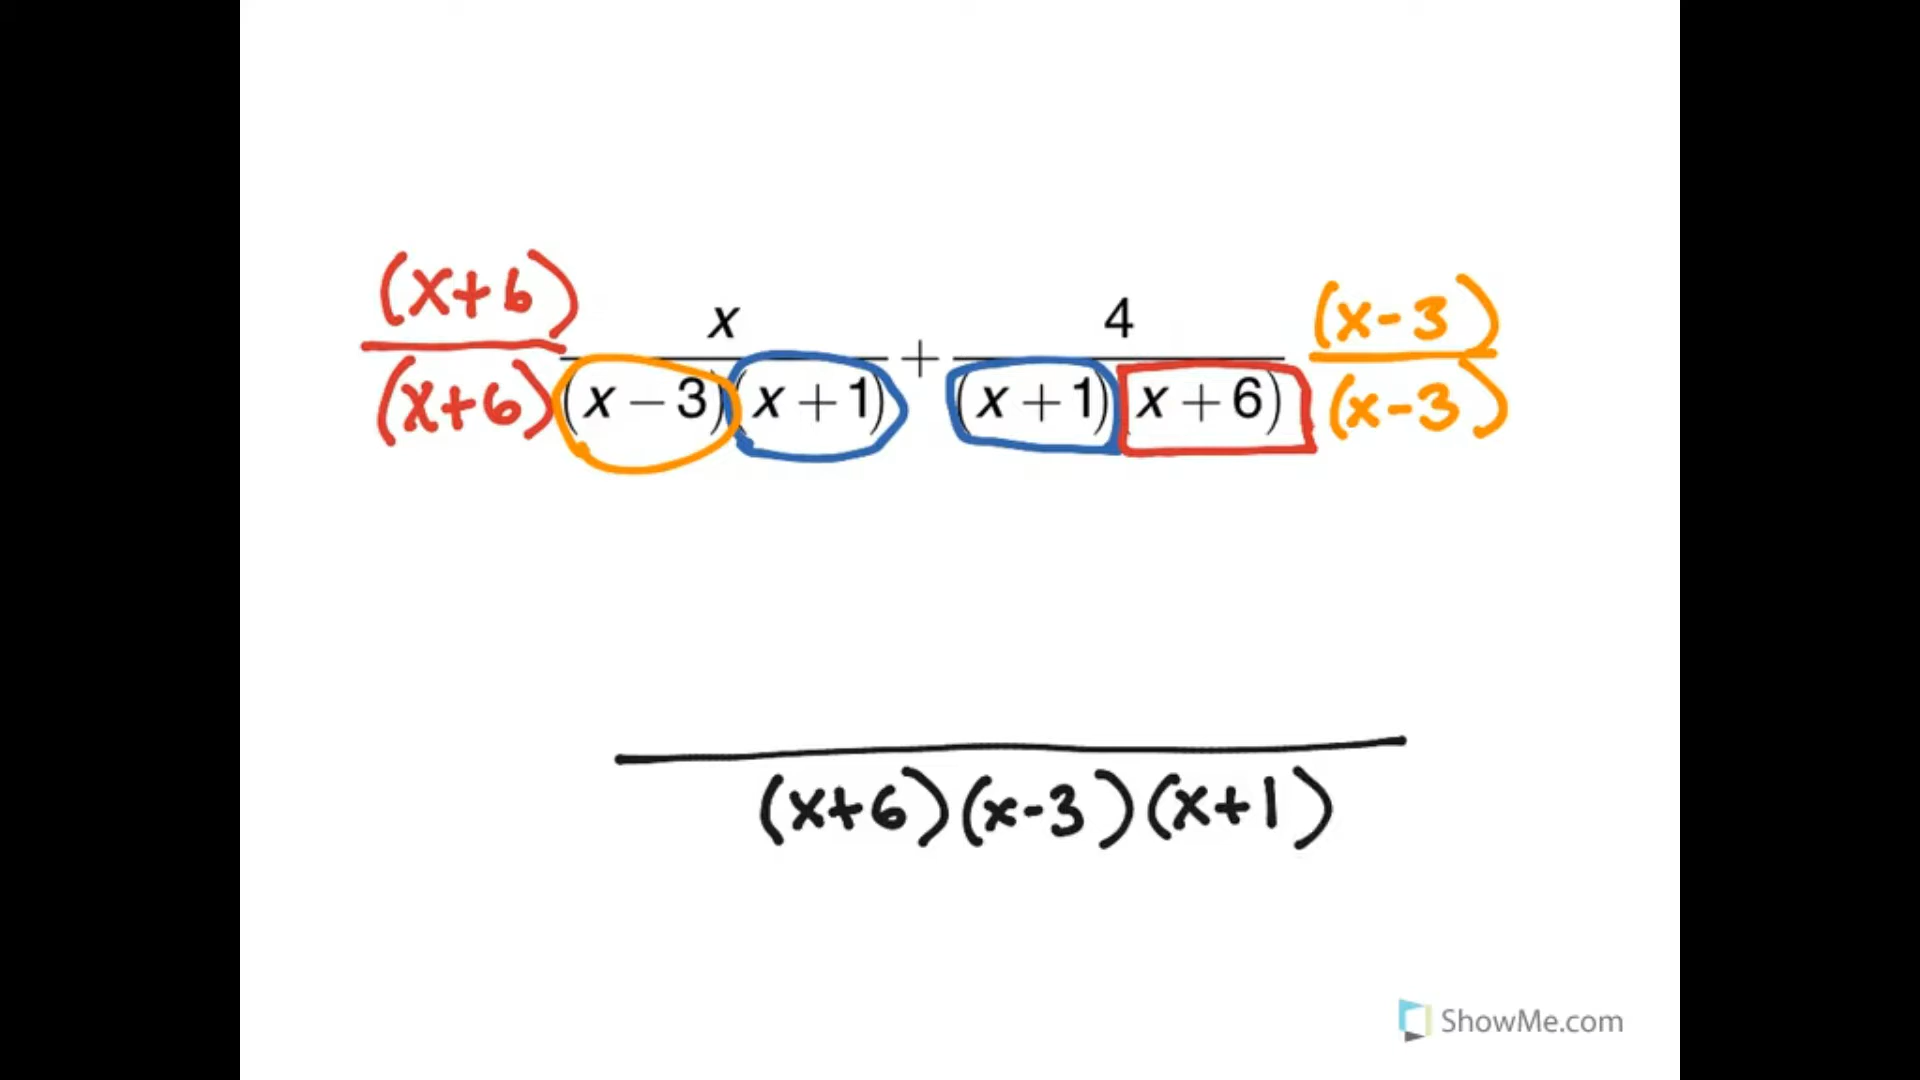 (x+6) x 4 (x-3)
+
(x+6) (x − 3) (x + 1) (x + 1) (x + 6) (x-3)
(x+6)(x-3)(x+1)
ShowMe.com